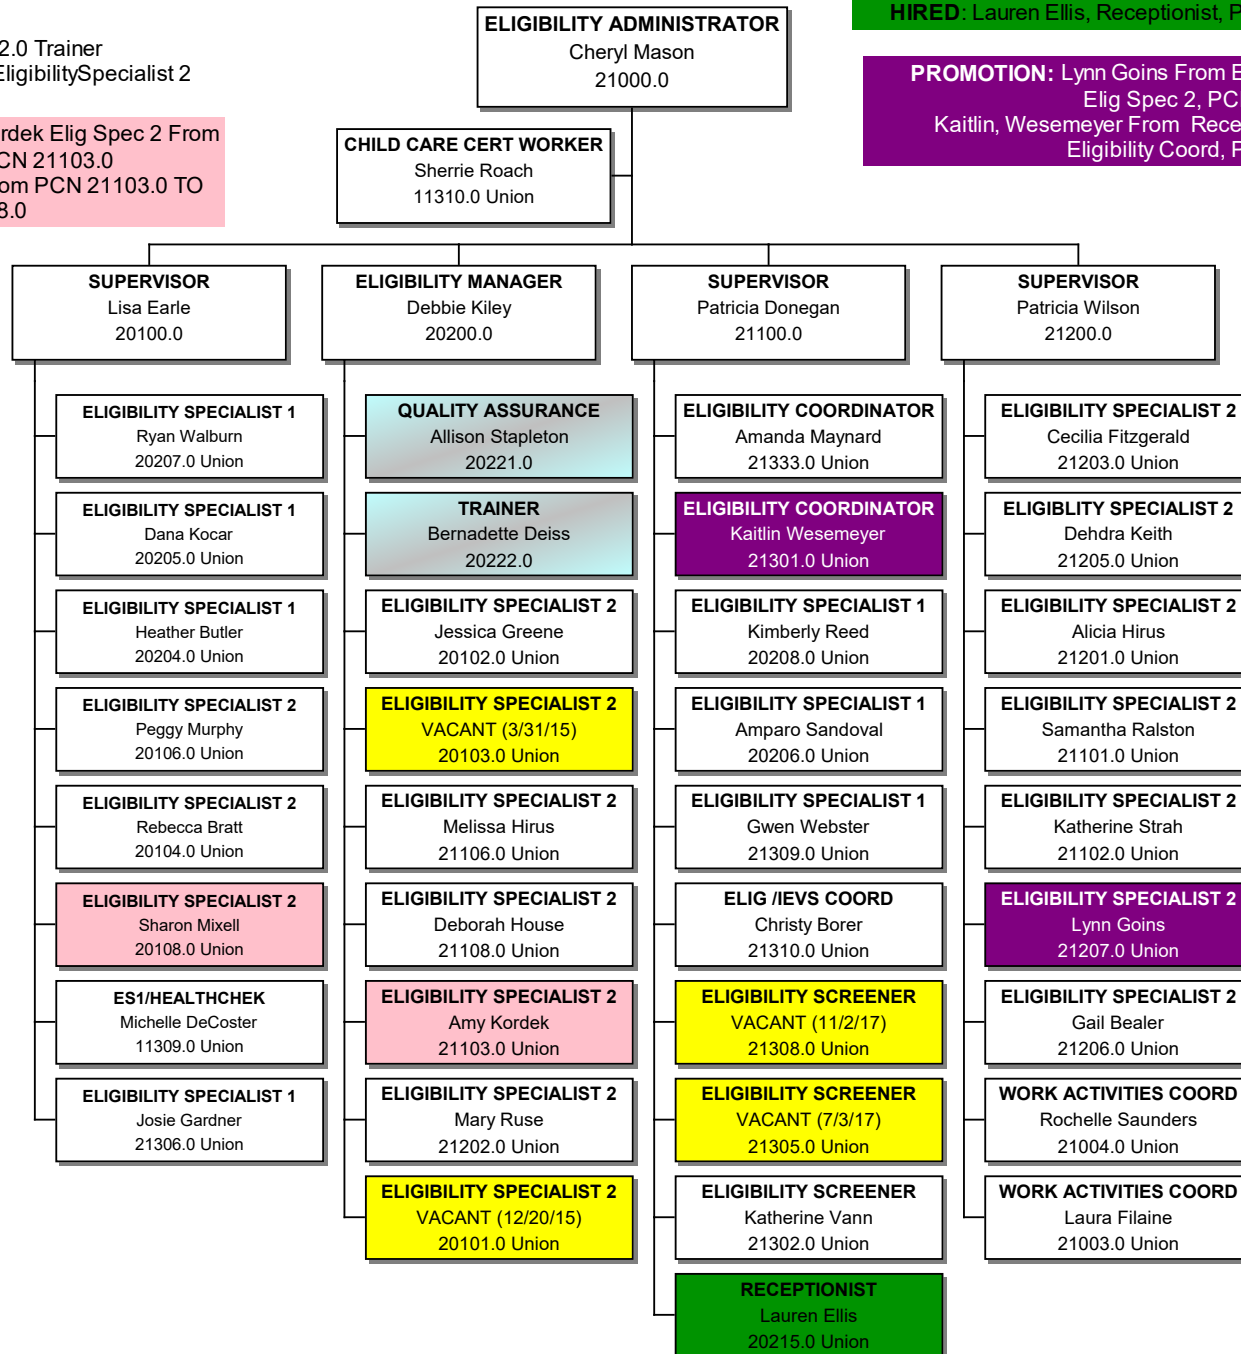 HIRED: Lauren Ellis, Receptionist, P
ELIGIBILITY ADMINISTRATOR
Cheryl Mason
21000.0
2.0 Trainer
EligibilitySpecialist 2
PROMOTION: Lynn Goins From E
Elig Spec 2, PC
Kaitlin, Wesemeyer From Rece
Eligibility Coord, P
rdek Elig Spec 2 From
CN 21103.0
om PCN 21103.0 TO
8.0
CHILD CARE CERT WORKER
Sherrie Roach
11310.0 Union
SUPERVISOR
Lisa Earle
20100.0
ELIGIBILITY MANAGER
Debbie Kiley
20200.0
SUPERVISOR
Patricia Donegan
21100.0
SUPERVISOR
Patricia Wilson
21200.0
ELIGIBILITY SPECIALIST 1
Ryan Walburn
20207.0 Union
ELIGIBILITY SPECIALIST 1
Dana Kocar
20205.0 Union
ELIGIBILITY SPECIALIST 1
Heather Butler
20204.0 Union
ELIGIBILITY SPECIALIST 2
Peggy Murphy
20106.0 Union
ELIGIBILITY SPECIALIST 2
Rebecca Bratt
20104.0 Union
ELIGIBILITY SPECIALIST 2
Sharon Mixell
20108.0 Union
ES1/HEALTHCHEK
Michelle DeCoster
11309.0 Union
ELIGIBILITY SPECIALIST 1
Josie Gardner
21306.0 Union
QUALITY ASSURANCE
Allison Stapleton
20221.0
TRAINER
Bernadette Deiss
20222.0
ELIGIBILITY SPECIALIST 2
Jessica Greene
20102.0 Union
ELIGIBILITY SPECIALIST 2
VACANT (3/31/15)
20103.0 Union
ELIGIBILITY SPECIALIST 2
Melissa Hirus
21106.0 Union
ELIGIBILITY SPECIALIST 2
Deborah House
21108.0 Union
ELIGIBILITY SPECIALIST 2
Amy Kordek
21103.0 Union
ELIGIBILITY SPECIALIST 2
Mary Ruse
21202.0 Union
ELIGIBILITY SPECIALIST 2
VACANT (12/20/15)
20101.0 Union
ELIGIBILITY COORDINATOR
Amanda Maynard
21333.0 Union
ELIGIBILITY COORDINATOR
Kaitlin Wesemeyer
21301.0 Union
ELIGIBILITY SPECIALIST 1
Kimberly Reed
20208.0 Union
ELIGIBILITY SPECIALIST 1
Amparo Sandoval
20206.0 Union
ELIGIBILITY SPECIALIST 1
Gwen Webster
21309.0 Union
ELIG /IEVS COORD
Christy Borer
21310.0 Union
ELIGIBILITY SCREENER
VACANT (11/2/17)
21308.0 Union
ELIGIBILITY SCREENER
VACANT (7/3/17)
21305.0 Union
ELIGIBILITY SCREENER
Katherine Vann
21302.0 Union
RECEPTIONIST
Lauren Ellis
20215.0 Union
ELIGIBILITY SPECIALIST 2
Cecilia Fitzgerald
21203.0 Union
ELIGIBLITY SPECIALIST 2
Dehdra Keith
21205.0 Union
ELIGIBILITY SPECIALIST 2
Alicia Hirus
21201.0 Union
ELIGIBILITY SPECIALIST 2
Samantha Ralston
21101.0 Union
ELIGIBILITY SPECIALIST 2
Katherine Strah
21102.0 Union
ELIGIBILITY SPECIALIST 2
Lynn Goins
21207.0 Union
ELIGIBILITY SPECIALIST 2
Gail Bealer
21206.0 Union
WORK ACTIVITIES COORD
Rochelle Saunders
21004.0 Union
WORK ACTIVITIES COORD
Laura Filaine
21003.0 Union